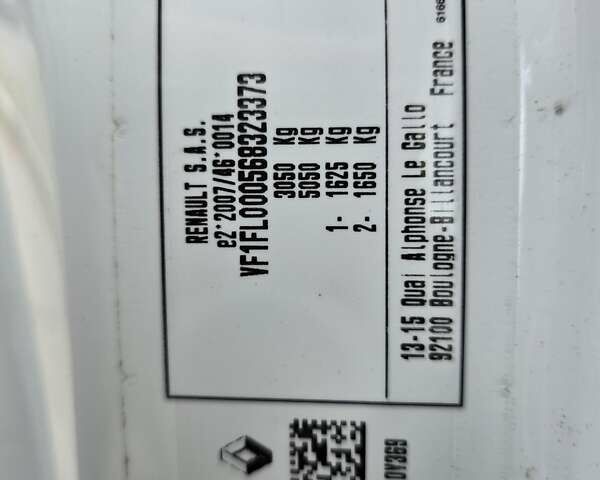 RENAULT S.A.S.
e2*2007/46*0014
VF1FL000568323373
3050 Kg
5050 Kg
1- 1625 Kg
2- 1650 Kg
13-15 Quai Alphonse Le Gallo
92100 Boulogne-Billancourt France